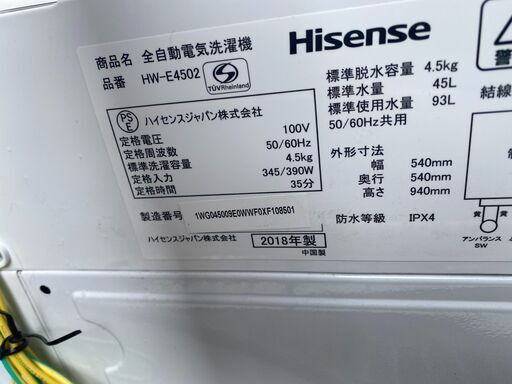 商品名 全自動電気洗濯機
品番 HW-E4502
TÜVRheinland
Hisense
PS
E
ハイセンスジャパン株式会社
定格電圧 100V
定格周波数 50/60Hz
標準洗濯容量 4.5kg
定格入力 345/390W
定格時間 35分
製造番号 1WG045009E0WWF0XF108501
ハイセンスジャパン株式会社 2018年製
中国製
標準脱水容量 4.5kg
標準水量 45L
標準使用水量 93L
50/60Hz共用
外形寸法
幅 540mm
奥行 540mm
高さ 940mm
防水等級 IPX4
警
結線
黄 黄
アンバランス
SW